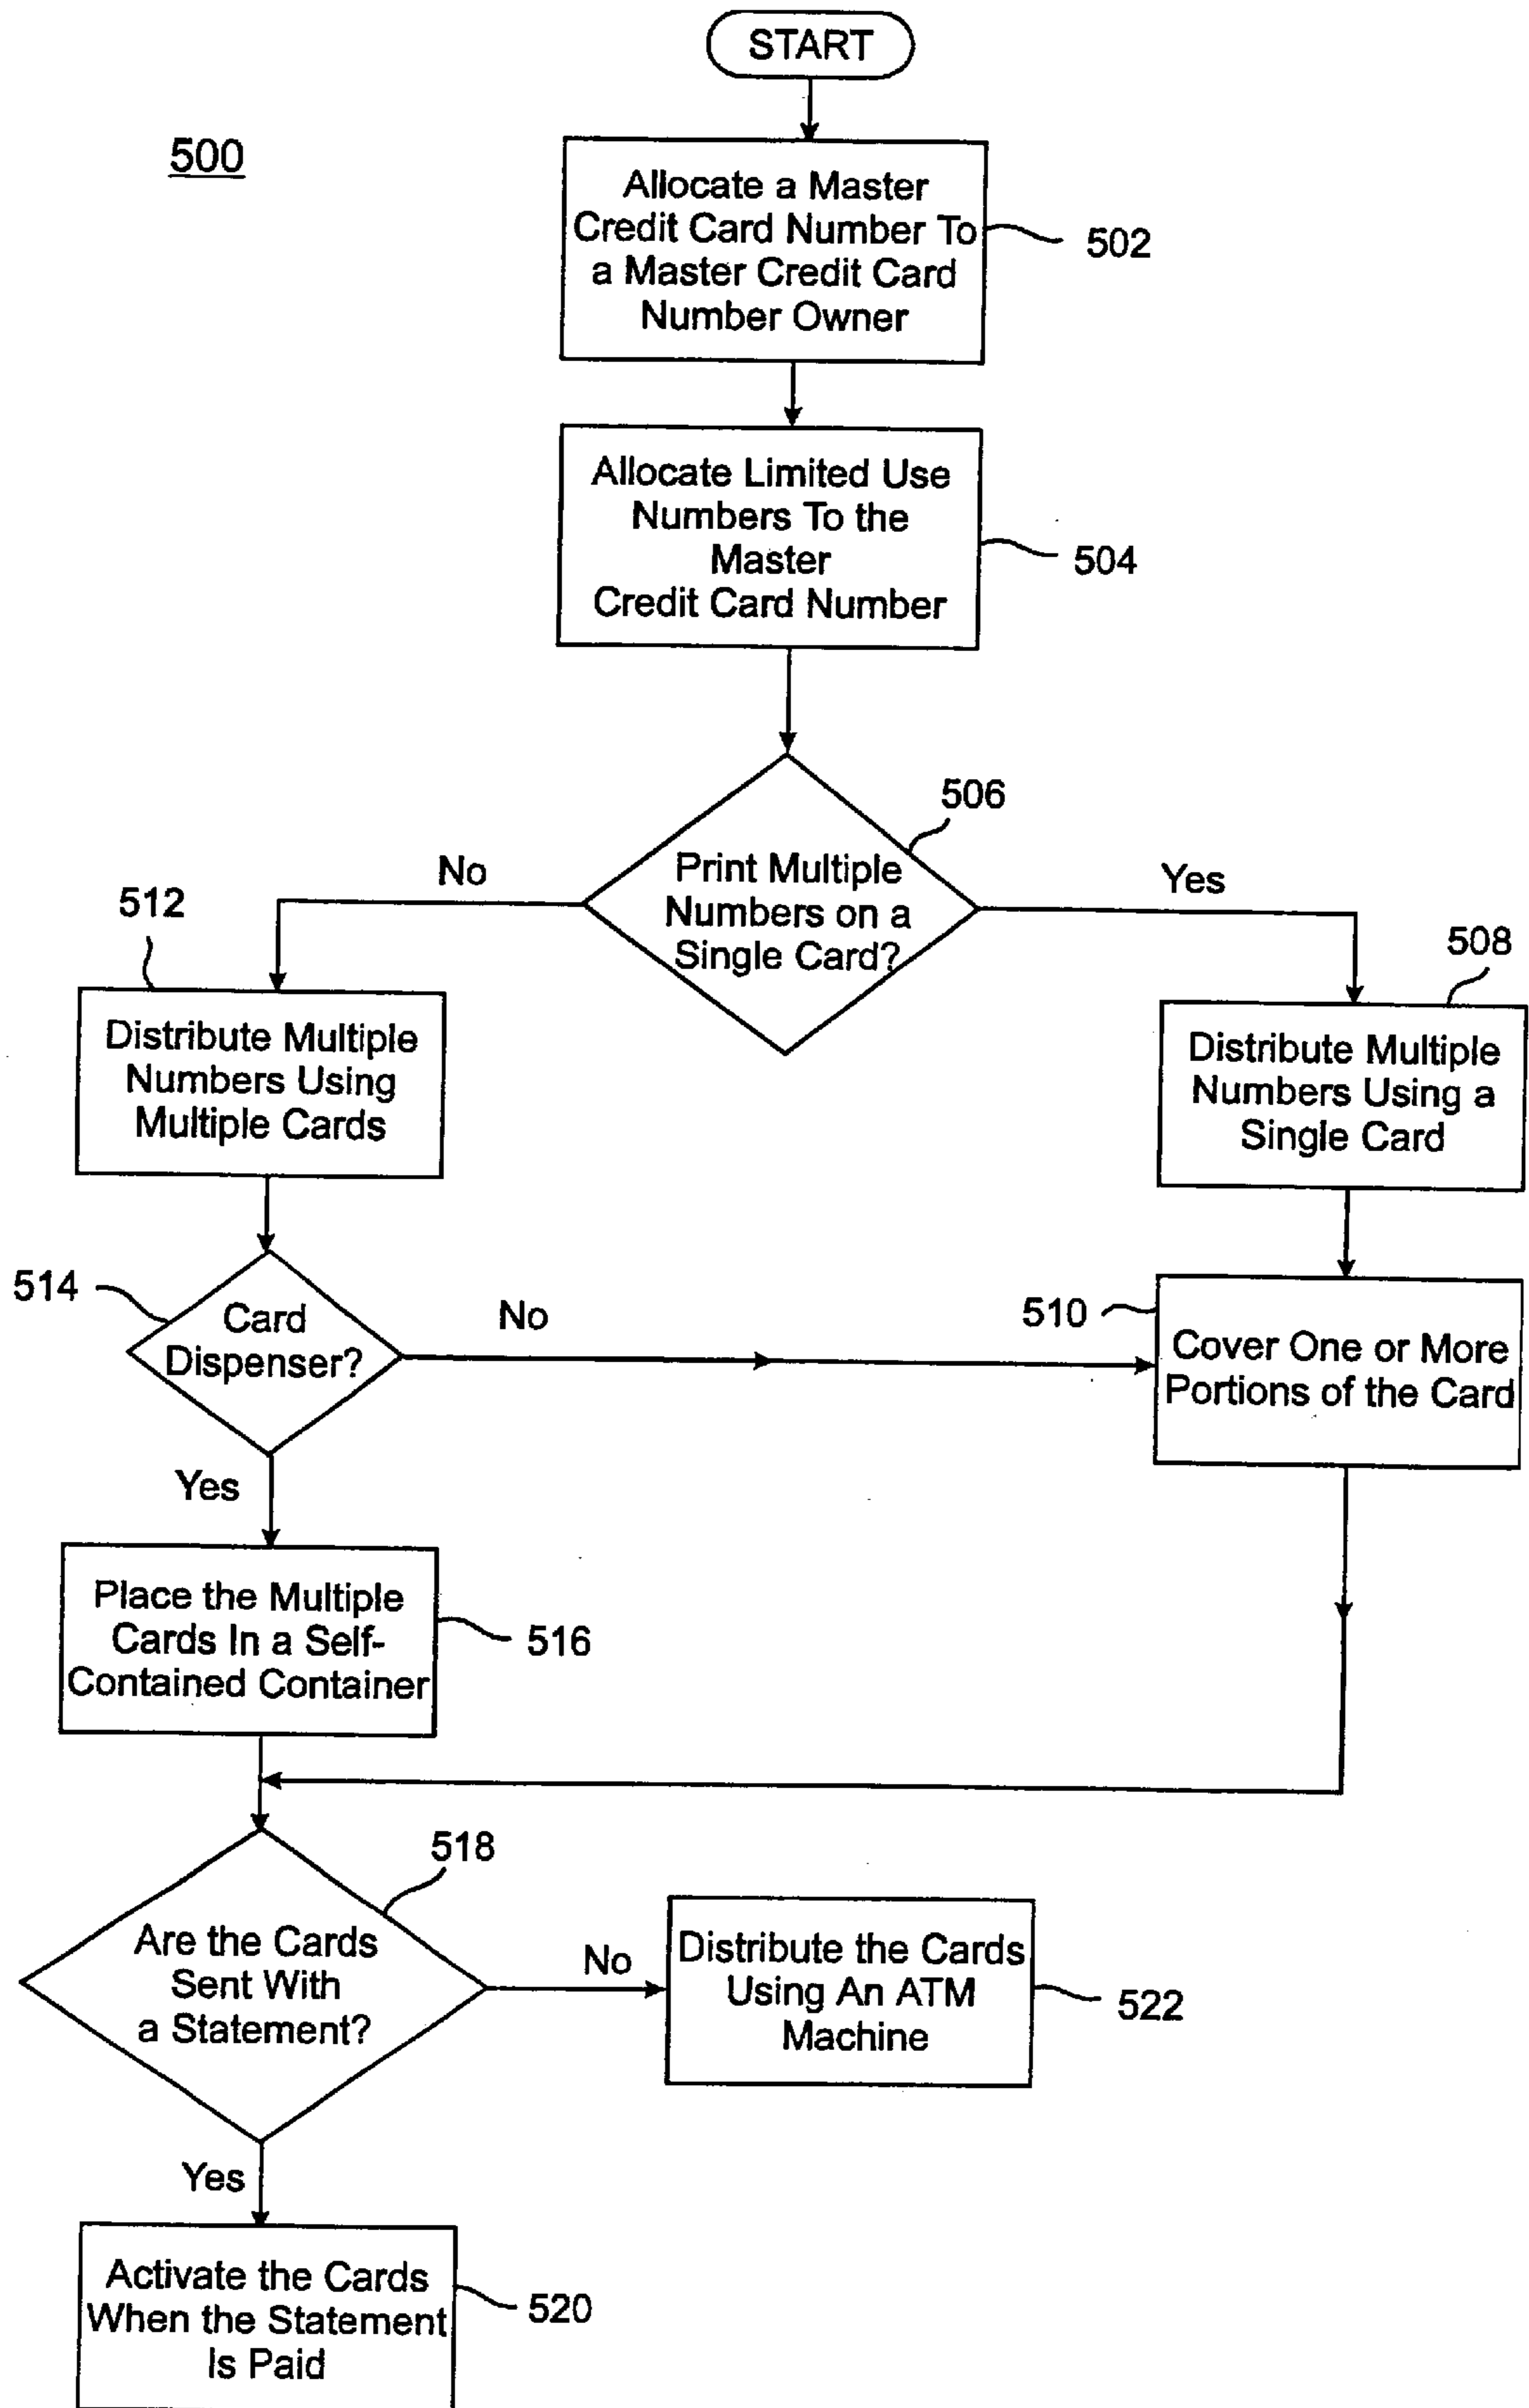 START
500
Allocate a Master
Credit Card Number To
a Master Credit Card
Number Owner
502
Allocate Limited Use
Numbers To the
Master
Credit Card Number
504
506
Print Multiple
Numbers on a
Single Card?
No
Yes
512
508
Distribute Multiple
Numbers Using
Multiple Cards
Distribute Multiple
Numbers Using a
Single Card
514
Card
Dispenser?
No
510
Cover One or More
Portions of the Card
Yes
Place the Multiple
Cards In a Self-
Contained Container
516
518
Are the Cards
Sent With
a Statement?
No
Distribute the Cards
Using An ATM
Machine
522
Yes
Activate the Cards
When the Statement
Is Paid
520